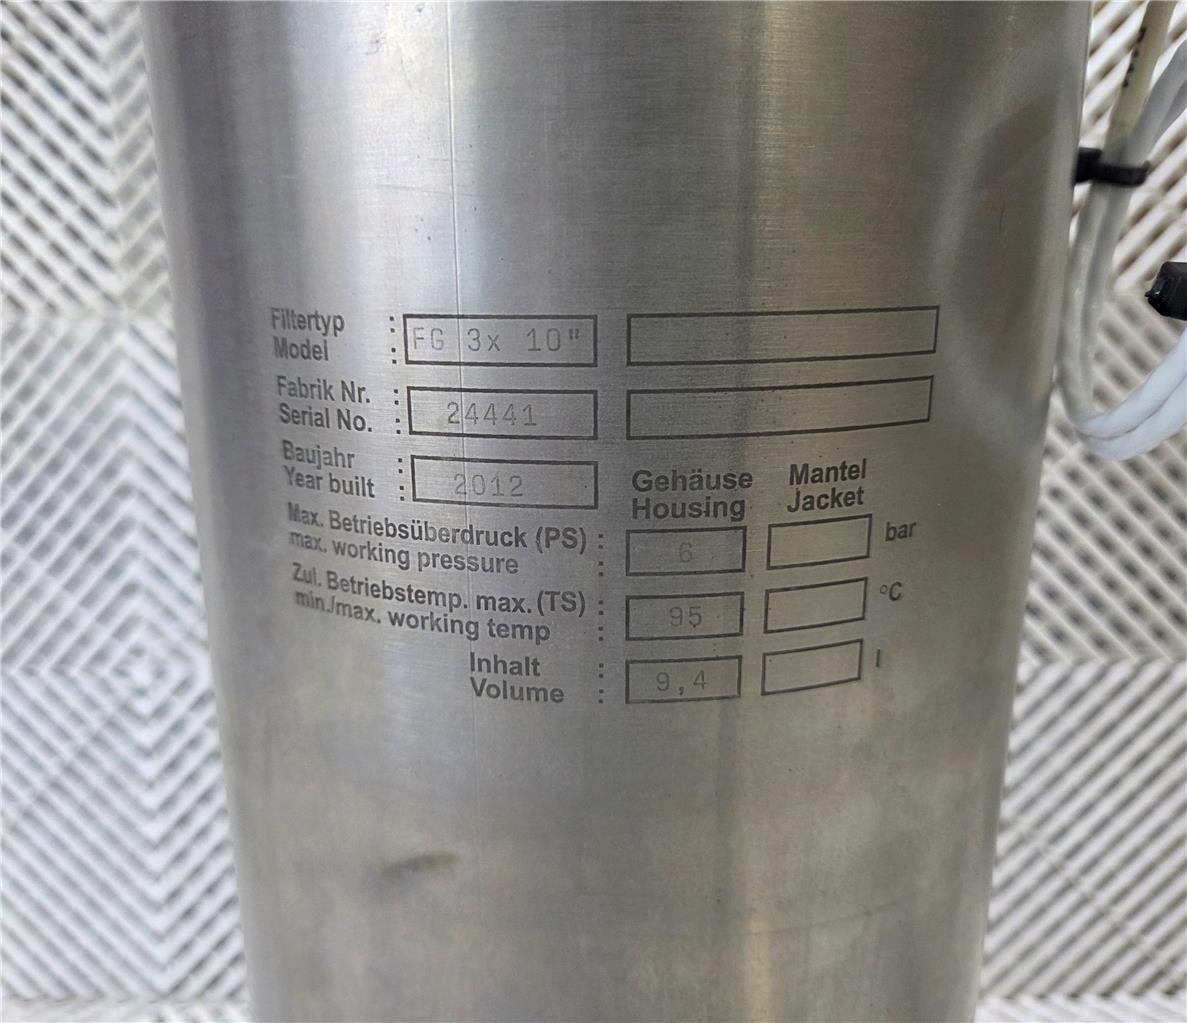 Filtertyp : FG 3x 10"
Model :
Fabrik Nr. : 24441
Serial No. :
Baujahr : 2012
Year built :
Gehäuse Mantel
Housing Jacket
Max. Betriebsüberdruck (PS) : 6 bar
max. working pressure :
Zul. Betriebstemp. max. (TS) : 95 °C
min./max. working temp :
Inhalt : 9,4 l
Volume :